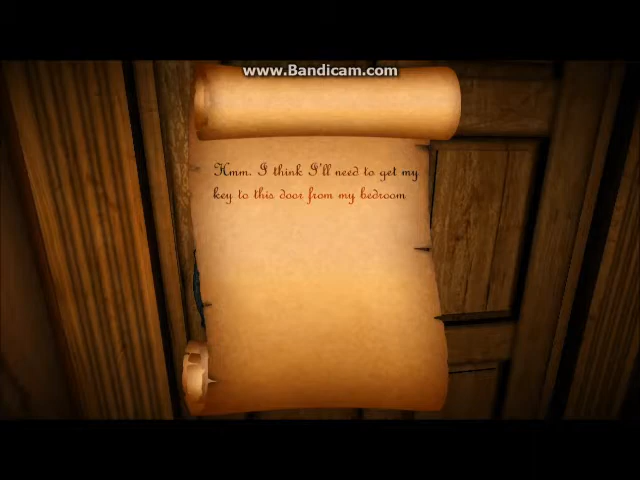 www.Bandicam.com
Hmm. I think I'll need to get my
key to this door from my bedroom